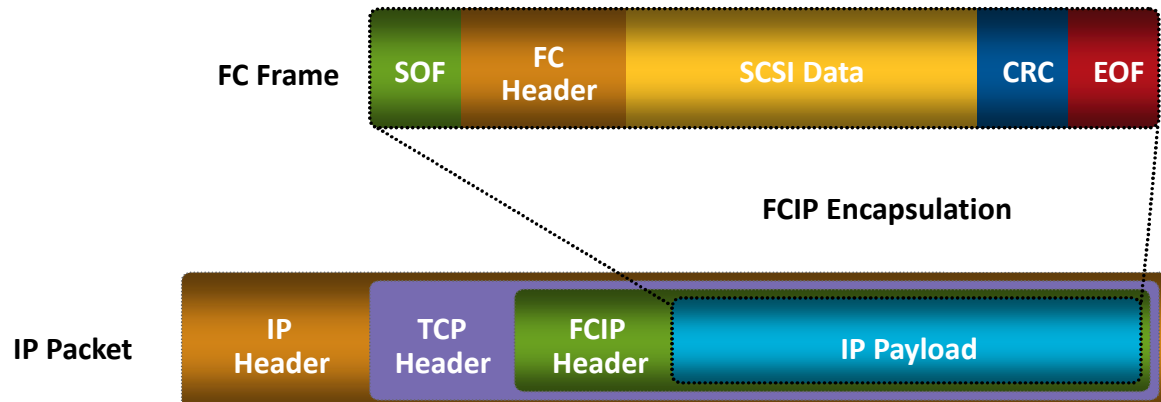 FC Frame
SOF
FC
Header
SCSI Data
CRC
EOF
FCIP Encapsulation
IP Packet
IP
Header
TCP
Header
FCIP
Header
IP Payload